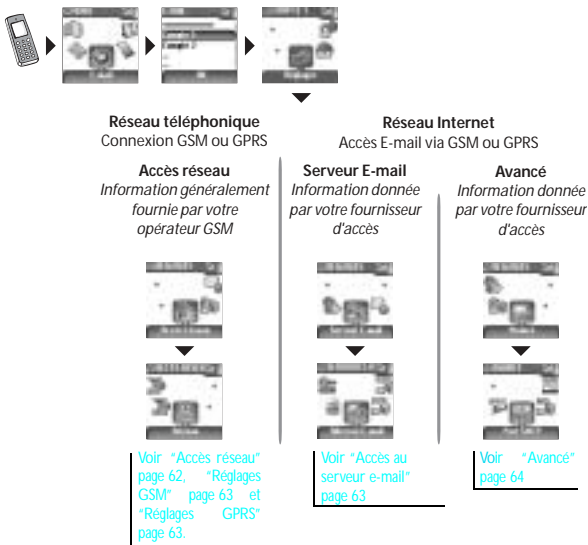 Réseau téléphonique
Connexion GSM ou GPRS
Réseau Internet
Accès E-mail via GSM ou GPRS
Accès réseau
Information généralement
fournie par votre
opérateur GSM
Serveur E-mail
Information donnée
par votre fournisseur
d'accès
Avancé
Information donnée
par votre fournisseur
d'accès
Voir "Accès réseau"
page 62, "Réglages
GSM" page 63 et
"Réglages GPRS"
page 63.
Voir "Accès au
serveur e-mail"
page 63
Voir "Avancé"
page 64